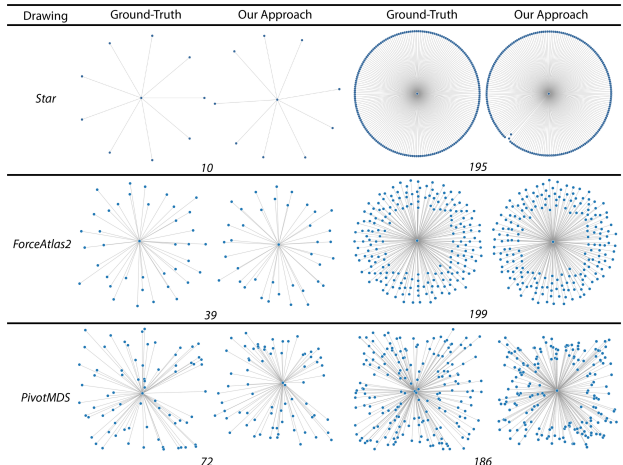 Drawing Ground-Truth Our Approach Ground-Truth Our Approach
Star
10 195
ForceAtlas2
39 199
PivotMDS
72 186